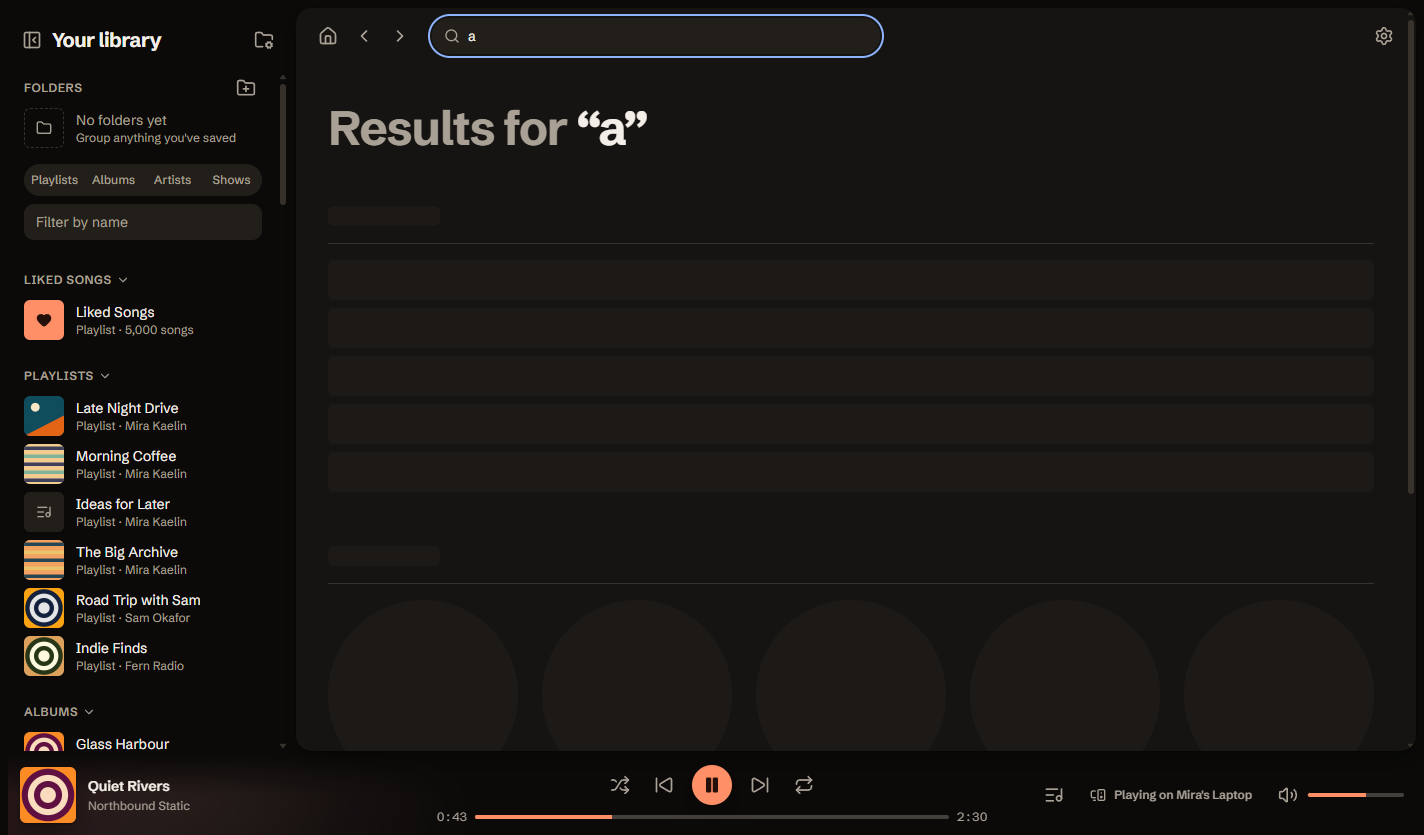 Your library
FOLDERS
No folders yet
Group anything you've saved
Playlists Albums Artists Shows
Filter by name
LIKED SONGS
Liked Songs
Playlist · 5,000 songs
PLAYLISTS
Late Night Drive
Playlist · Mira Kaelin
Morning Coffee
Playlist · Mira Kaelin
Ideas for Later
Playlist · Mira Kaelin
The Big Archive
Playlist · Mira Kaelin
Road Trip with Sam
Playlist · Sam Okafor
Indie Finds
Playlist · Fern Radio
ALBUMS
Glass Harbour
a
Results for “a”
Quiet Rivers
Northbound Static
0:43
2:30
Playing on Mira's Laptop